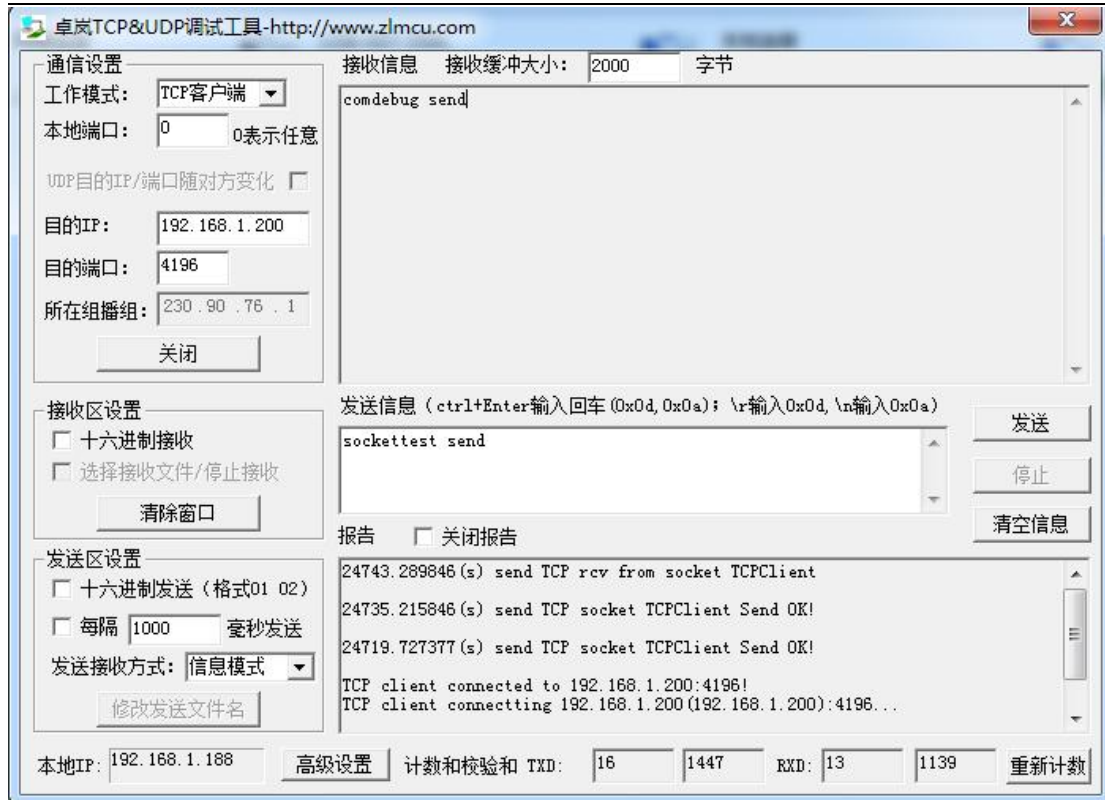 卓岚TCP&UDP调试工具-http://www.zlmcu.com
通信设置
工作模式： TCP客户端
本地端口： 0 0表示任意
UDP目的IP/端口随对方变化
目的IP： 192.168.1.200
目的端口： 4196
所在组播组： 230 .90 .76 . 1
关闭
接收区设置
十六进制接收
选择接收文件/停止接收
清除窗口
发送区设置
十六进制发送（格式01 02）
每隔 1000 毫秒发送
发送接收方式： 信息模式
修改发送文件名
接收信息 接收缓冲大小： 2000 字节
comdebug send
发送信息（ctrl+Enter输入回车(0x0d,0x0a)；\r输入0x0d,\n输入0x0a）
sockettest send
发送
停止
清空信息
报告 关闭报告
24743.289846(s) send TCP rcv from socket TCPClient
24735.215846(s) send TCP socket TCPClient Send OK!
24719.727377(s) send TCP socket TCPClient Send OK!
TCP client connected to 192.168.1.200:4196!
TCP client connectting 192.168.1.200(192.168.1.200):4196...
本地IP: 192.168.1.188 高级设置 计数和校验和 TXD: 16 1447 RXD: 13 1139 重新计数